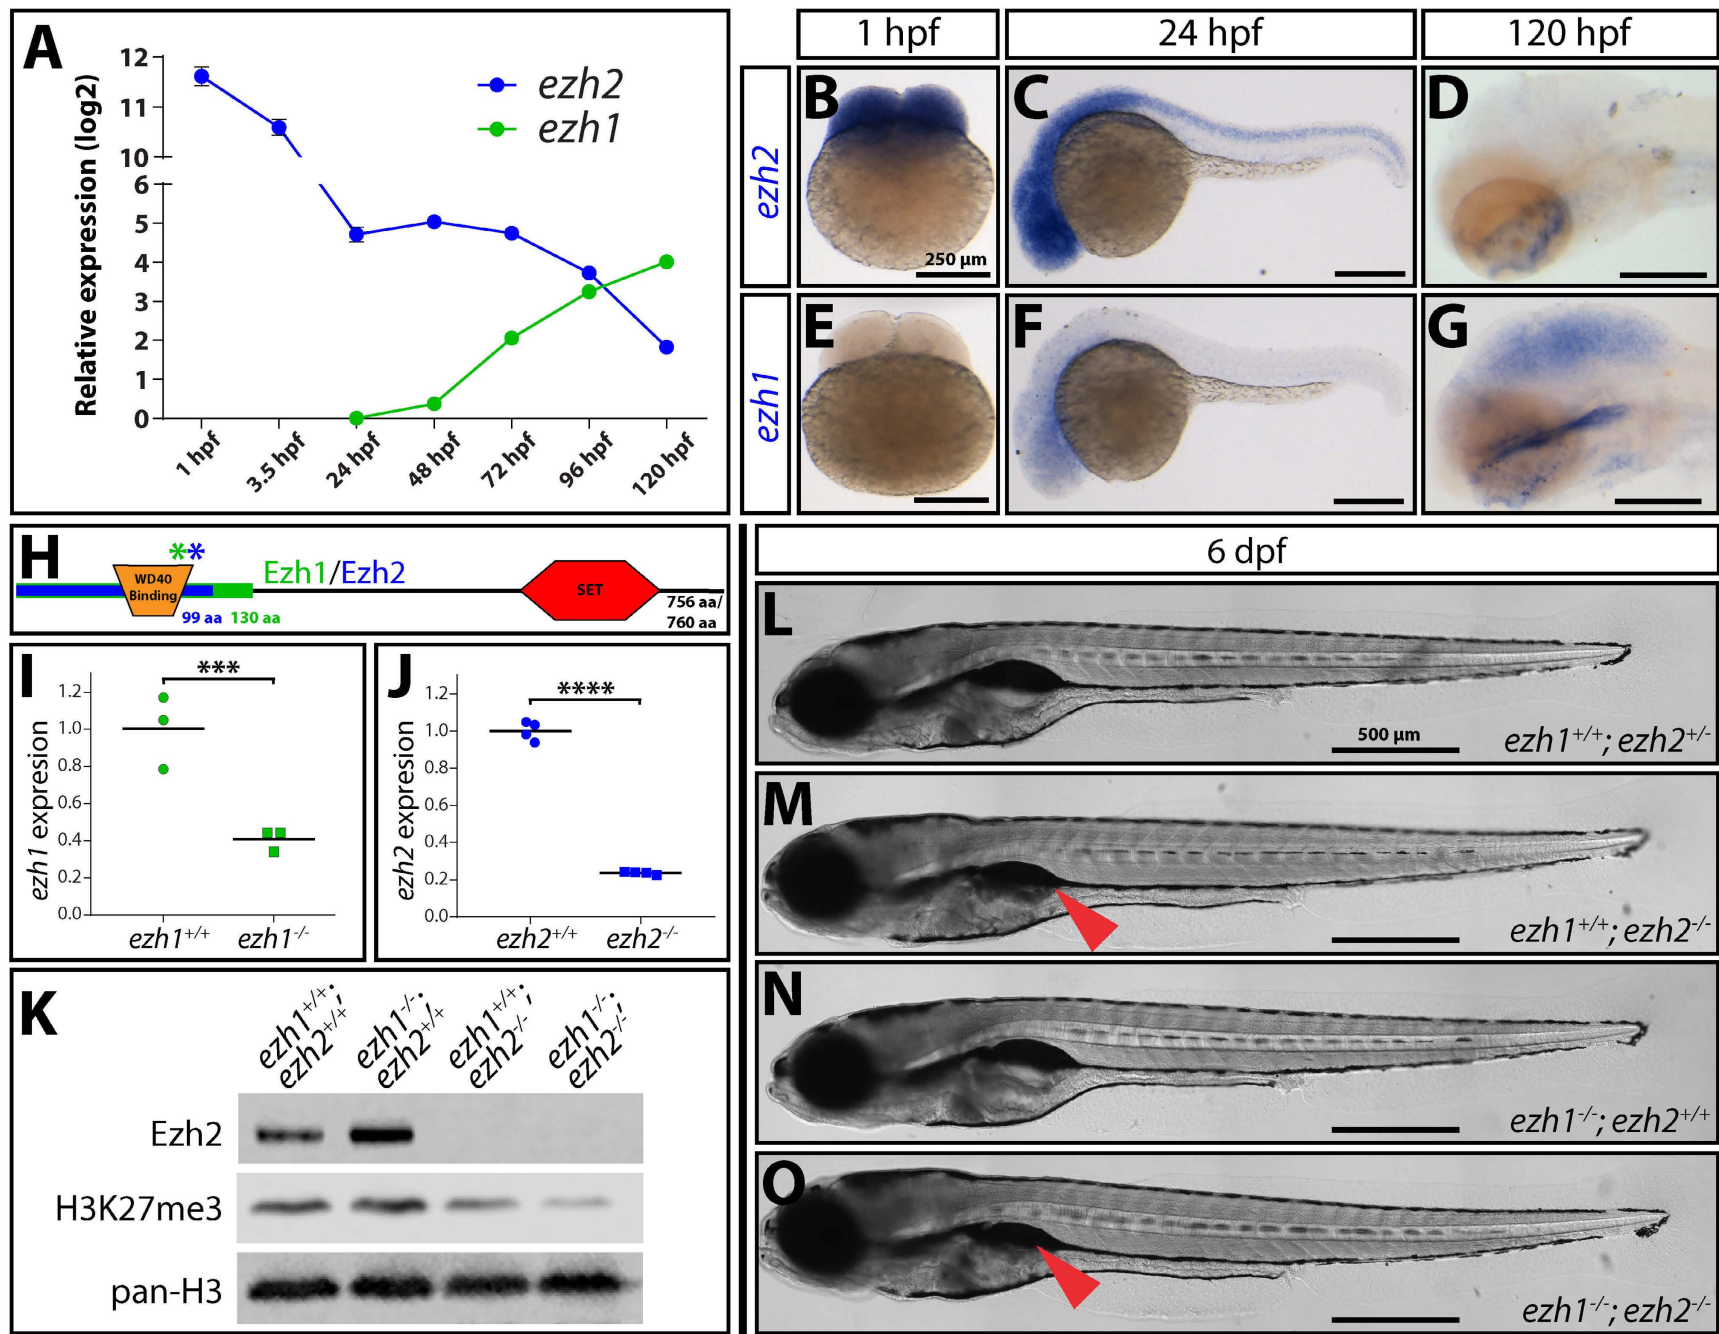 A
12
11
10
6
5
4
3
2
1
0
Relative expression (log2)
ezh2
ezh1
1 hpf
3.5 hpf
24 hpf
48 hpf
72 hpf
96 hpf
120 hpf
1 hpf
24 hpf
120 hpf
ezh2
B
250 µm
C
D
ezh1
E
F
G
H
**
Ezh1/Ezh2
WD40
Binding
SET
99 aa 130 aa
756 aa/
760 aa
I
***
1.2
1.0
0.8
0.6
0.4
0.2
0.0
ezh1 expresion
ezh1+/+
ezh1-/-
J
****
1.2
1.0
0.8
0.6
0.4
0.2
0.0
ezh2 expresion
ezh2+/+
ezh2-/-
K
ezh1+/+;
ezh2+/+
ezh1-/-;
ezh2+/+
ezh1+/+;
ezh2-/-
ezh1-/-;
ezh2-/-
Ezh2
H3K27me3
pan-H3
6 dpf
L
500 µm
ezh1+/+; ezh2+/-
M
ezh1+/+; ezh2-/-
N
ezh1-/-; ezh2+/+
O
ezh1-/-; ezh2-/-